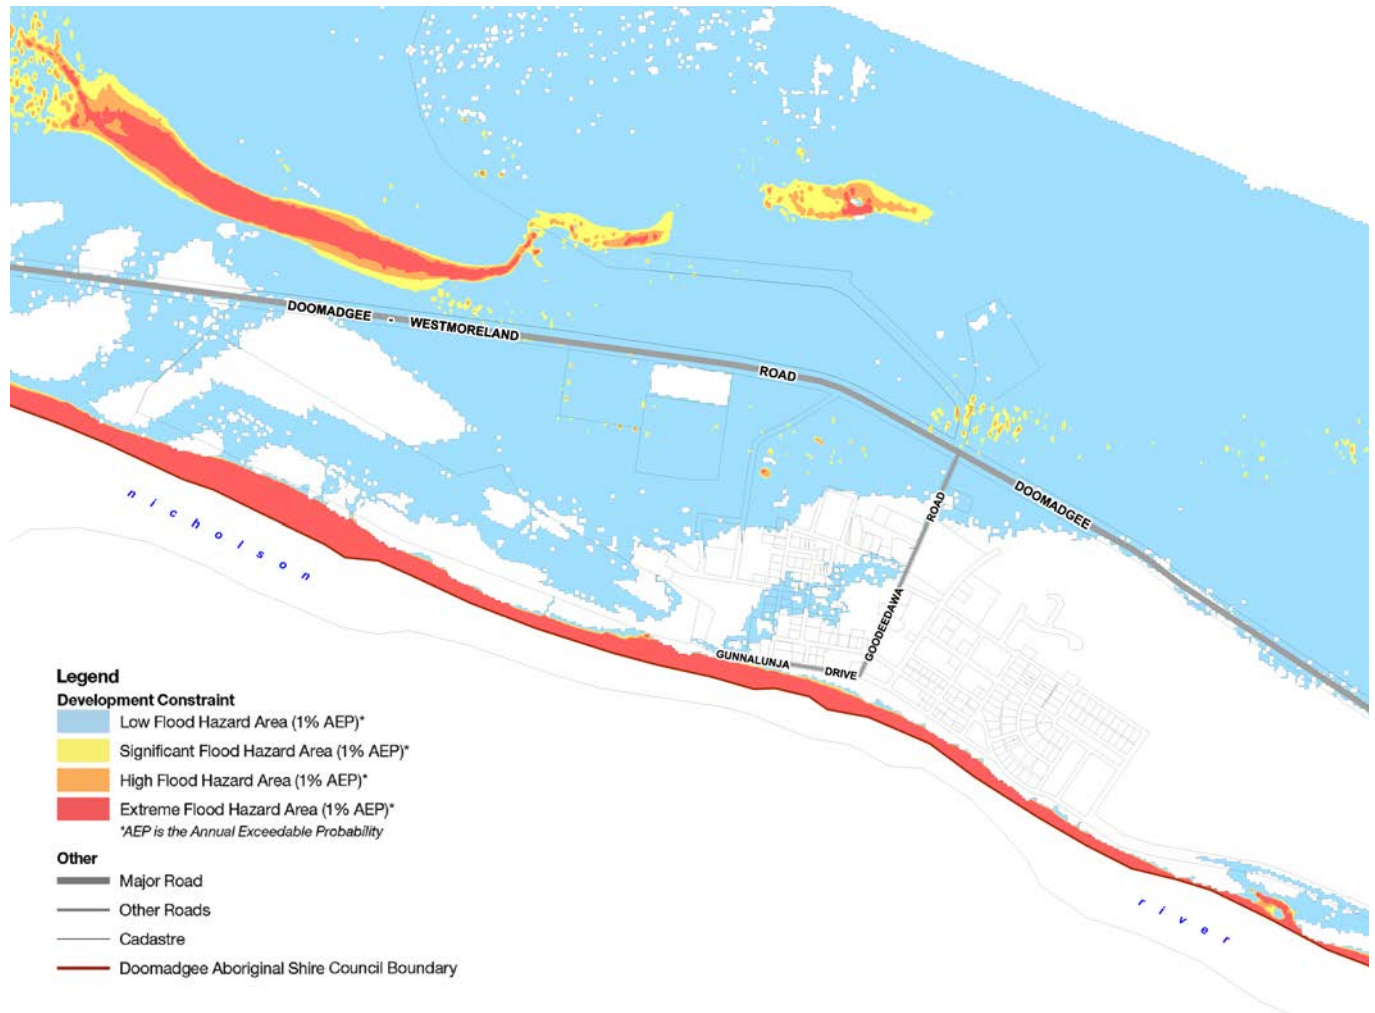 DOOMADGEE - WESTMORELAND
ROAD
ROAD
DOOMADGEE
nicholson
GOODEEDAWA
GUNNALUNJA
DRIVE
Legend
Development Constraint
Low Flood Hazard Area (1% AEP)*
Significant Flood Hazard Area (1% AEP)*
High Flood Hazard Area (1% AEP)*
Extreme Flood Hazard Area (1% AEP)*
*AEP is the Annual Exceedable Probability
Other
Major Road
Other Roads
Cadastre
Doomadgee Aboriginal Shire Council Boundary
river